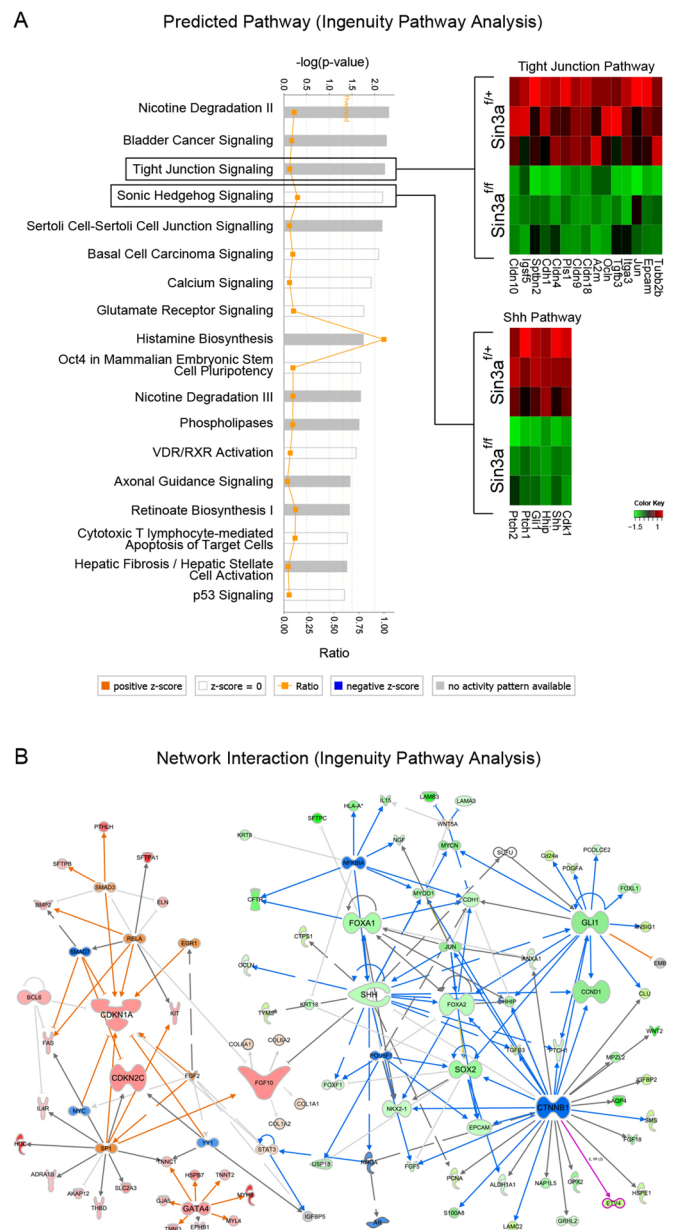 A
Predicted Pathway (Ingenuity Pathway Analysis)
-log(p-value)
0.0
0.5
1.0
1.5
2.0
Nicotine Degradation II
Bladder Cancer Signaling
Tight Junction Signaling
Sonic Hedgehog Signaling
Sertoli Cell-Sertoli Cell Junction Signalling
Basal Cell Carcinoma Signaling
Calcium Signaling
Glutamate Receptor Signaling
Histamine Biosynthesis
Oct4 in Mammalian Embryonic Stem
Cell Pluripotency
Nicotine Degradation III
Phospholipases
VDR/RXR Activation
Axonal Guidance Signaling
Retinoate Biosynthesis I
Cytotoxic T lymphocyte-mediated
Apoptosis of Target Cells
Hepatic Fibrosis / Hepatic Stellate
Cell Activation
p53 Signaling
0.00
0.25
0.50
0.75
1.00
Ratio
Tight Junction Pathway
Sin3a f/+
Sin3a f/f
Cldn10
Igsf5
Sptbn2
Cdh1
Cldn4
Pls1
Cldn9
Cldn18
A2m
Ocln
Tgfb3
Itga3
Jun
Epcam
Tubb2b
Shh Pathway
Sin3a f/+
Sin3a f/f
Ptch2
Ptch1
Gli1
Hhip
Shh
Cdk1
Color Key
-1.5 1.5
positive z-score
z-score = 0
Ratio
negative z-score
no activity pattern available
B
Network Interaction (Ingenuity Pathway Analysis)
PTHLH
SFTPB
SFTPA1
SMAD3
BMP2
ELN
RELA
EGR1
BCL6
CDKN1A
KIT
FAS
CDKN2C
FGF2
IL4R
MYC
SP1
YY1
ADRA1B
AKAP12
THBD
SLC2A3
TNNC1
HSPB7
TNNT2
GJA5
GATA4
EPHB1
MYL4
KRT8
SFTPC
HLA-A*
IL15
LAMB3
LAMA3
WNT5A
NGF
MYCN
SUFU
Cd24a
PCOLCE2
PDGFA
FOXL1
NFKBIA
CFTR
MYOD1
CDH1
FOXA1
GLI1
INSIG1
EMB
CTPS1
JUN
ANXA1
OCLN
SHH
CCND1
CLU
TYMS
KRT18
FOXA2
HHIP
WNT2
COL6A1
COL6A2
TGFB3
PTCH1
MPZL2
FGF10
FOXF1
POU5F1
SOX2
IGFBP2
COL1A1
COL1A2
NKX2-1
CTNNB1
AQP4
SMS
EPCAM
FGF18
STAT3
USP18
FGF5
PCNA
ALDH1A1
NAP1L5
HSPE1
ETV4
IGFBP5
AR
S100A8
LAMC2
GRHL2